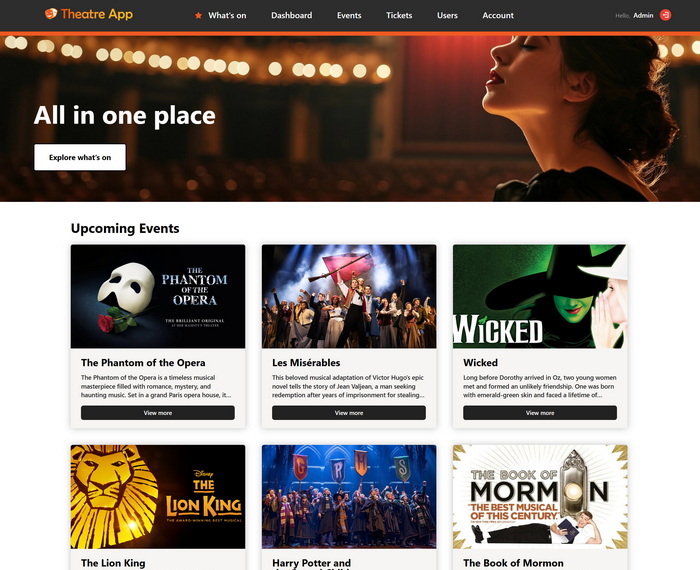 Theatre App
What's on
Dashboard
Events
Tickets
Users
Account
Hello, Admin
All in one place
Explore what's on
Upcoming Events
THE
PHANTOM
OF THE
OPERA
THE BRILLIANT ORIGINAL
AT HER MAJESTY'S THEATRE
WICKED
The Phantom of the Opera
The Phantom of the Opera is a timeless musical
masterpiece filled with romance, mystery, and
haunting music. Set in a grand Paris opera house, it...
View more
Les Misérables
This beloved musical adaptation of Victor Hugo's epic
novel tells the story of Jean Valjean, a man seeking
redemption after years of imprisonment for stealing...
View more
Wicked
Long before Dorothy arrived in Oz, two young women
met and formed an unlikely friendship. One was born
with emerald-green skin and faced a lifetime of...
View more
Disney
THE
LION KING
THE AWARD-WINNING BEST MUSICAL
G R W S
THE BOOK OF
MORMON
"THE BEST MUSICAL
OF THIS CENTURY."
The Lion King
Harry Potter and
The Book of Mormon